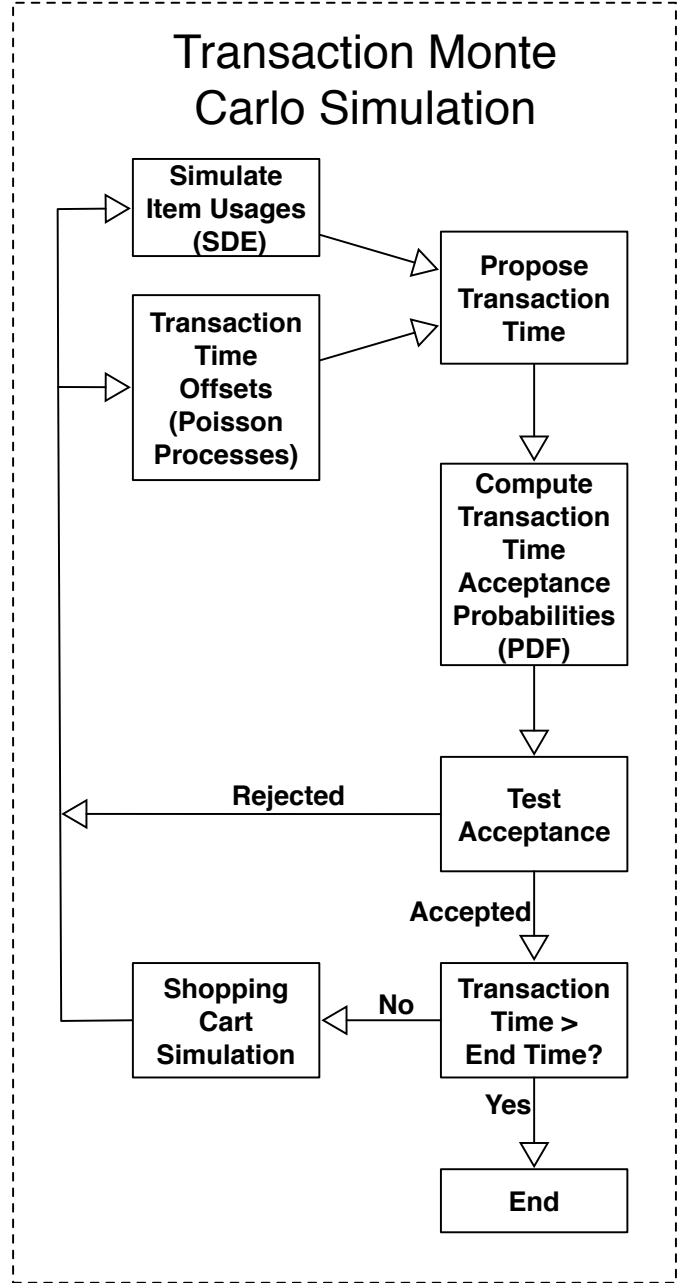 Transaction Monte
Carlo Simulation
Simulate
Item Usages
(SDE)
Transaction
Time
Offsets
(Poisson
Processes)
Propose
Transaction
Time
Compute
Transaction
Time
Acceptance
Probabilities
(PDF)
Test
Acceptance
Rejected
Accepted
Transaction
Time >
End Time?
No
Shopping
Cart
Simulation
Yes
End